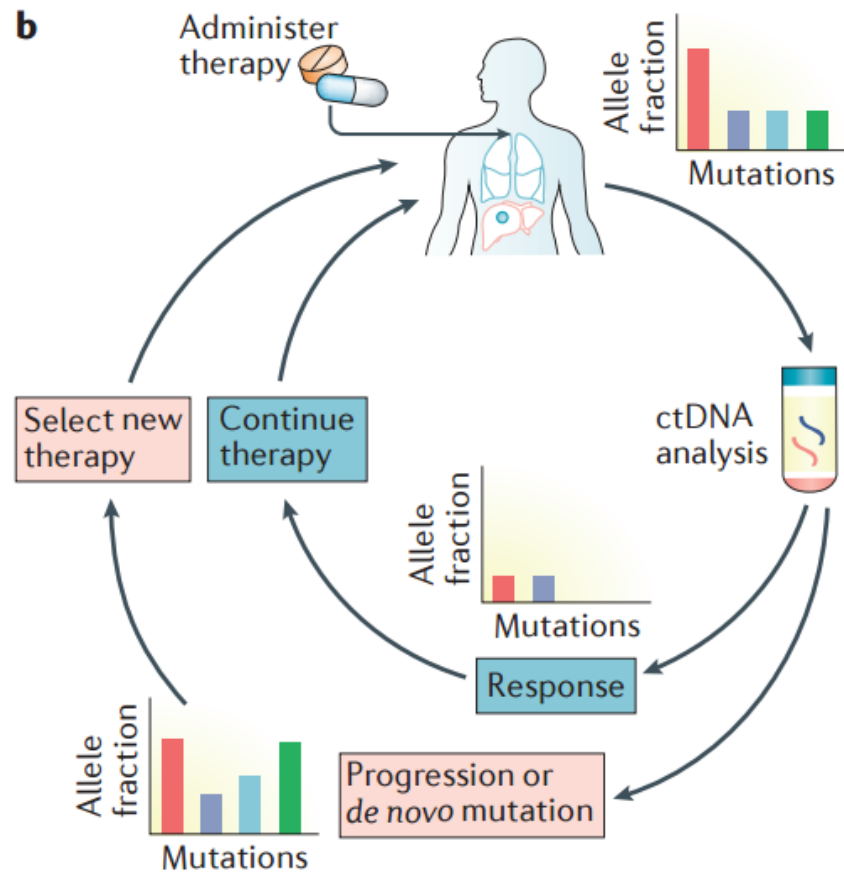 b
Administer
therapy
Allele
fraction
Mutations
ctDNA
analysis
Select new
therapy
Continue
therapy
Allele
fraction
Mutations
Response
Allele
fraction
Mutations
Progression or
de novo mutation